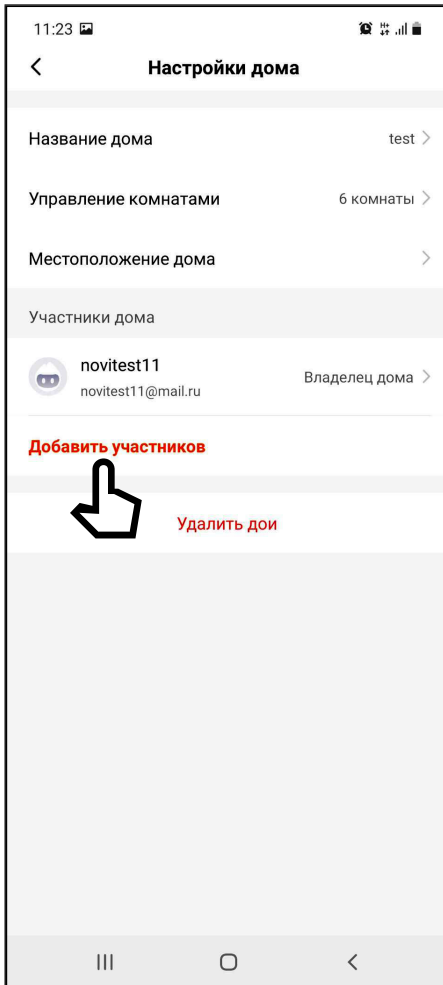 11:23
Настройки дома
Название дома test
Управление комнатами 6 комнаты
Местоположение дома
Участники дома
novitest11
novitest11@mail.ru Владелец дома
Добавить участников
Удалить дои